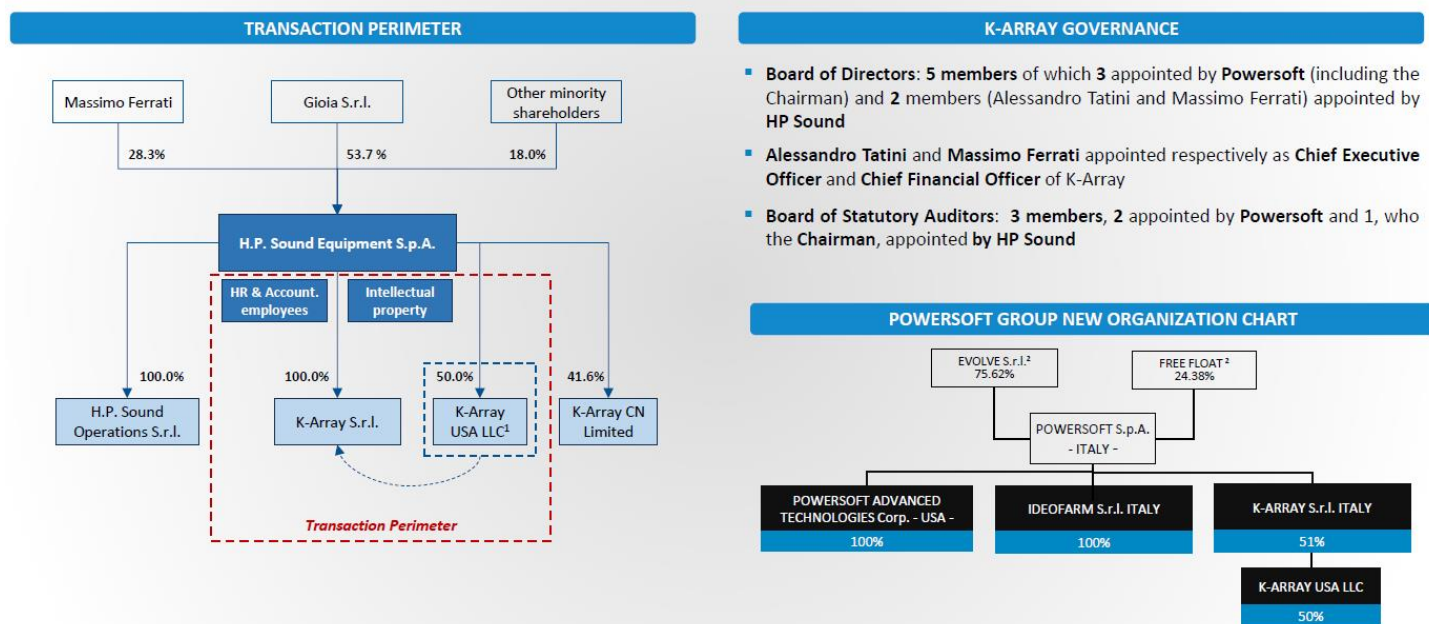 TRANSACTION PERIMETER
Massimo Ferrati
Gioia S.r.l.
Other minority
shareholders
28.3%
53.7 %
18.0%
H.P. Sound Equipment S.p.A.
HR & Account.
employees
Intellectual
property
100.0%
100.0%
50.0%
41.6%
H.P. Sound
Operations S.r.l.
K-Array S.r.l.
K-Array
USA LLC¹
K-Array CN
Limited
Transaction Perimeter
K-ARRAY GOVERNANCE
▪ Board of Directors: 5 members of which 3 appointed by Powersoft (including the
Chairman) and 2 members (Alessandro Tatini and Massimo Ferrati) appointed by
HP Sound
▪ Alessandro Tatini and Massimo Ferrati appointed respectively as Chief Executive
Officer and Chief Financial Officer of K-Array
▪ Board of Statutory Auditors: 3 members, 2 appointed by Powersoft and 1, who
the Chairman, appointed by HP Sound
POWERSOFT GROUP NEW ORGANIZATION CHART
EVOLVE S.r.l.²
75.62%
FREE FLOAT ²
24.38%
POWERSOFT S.p.A.
- ITALY -
POWERSOFT ADVANCED
TECHNOLOGIES Corp. - USA -
100%
IDEOFARM S.r.l. ITALY
100%
K-ARRAY S.r.l. ITALY
51%
K-ARRAY USA LLC
50%